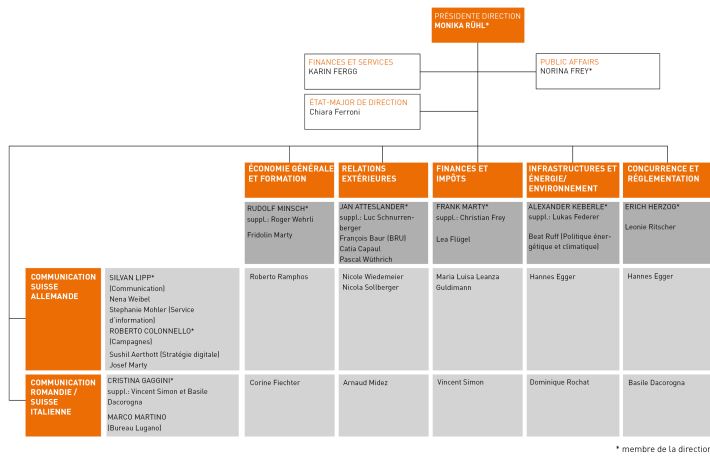 PRÉSIDENTE DIRECTION
MONIKA RÜHL*
FINANCES ET SERVICES
KARIN FERGG
PUBLIC AFFAIRS
NORINA FREY*
ÉTAT-MAJOR DE DIRECTION
Chiara Ferroni
ÉCONOMIE GÉNÉRALE
ET FORMATION
RELATIONS
EXTÉRIEURES
FINANCES ET
IMPÔTS
INFRASTRUCTURES ET
ÉNERGIE/
ENVIRONNEMENT
CONCURRENCE ET
RÉGLEMENTATION
RUDOLF MINSCH*
suppl.: Roger Wehrli
Fridolin Marty
JAN ATTESLANDER*
suppl.: Luc Schnurren-
berger
François Baur (BRU)
Catia Capaul
Pascal Wüthrich
FRANK MARTY*
suppl.: Christian Frey
Lea Flügel
ALEXANDER KEBERLE*
suppl.: Lukas Federer
Beat Ruff (Politique éner-
gétique et climatique)
ERICH HERZOG*
Leonie Ritscher
COMMUNICATION
SUISSE
ALLEMANDE
SILVAN LIPP*
(Communication)
Nena Weibel
Stephanie Mohler (Service
d'information)
ROBERTO COLONNELLO*
(Campagnes)
Sushil Aerthott (Stratégie digitale)
Josef Marty
Roberto Ramphos
Nicole Wiedemeier
Nicola Sollberger
Maria Luisa Leanza
Guldimann
Hannes Egger
Hannes Egger
COMMUNICATION
ROMANDIE /
SUISSE
ITALIENNE
CRISTINA GAGGINI*
suppl.: Vincent Simon et Basile
Dacorogna
MARCO MARTINO
(Bureau Lugano)
Corine Fiechter
Arnaud Midez
Vincent Simon
Dominique Rochat
Basile Dacorogna
* membre de la direction